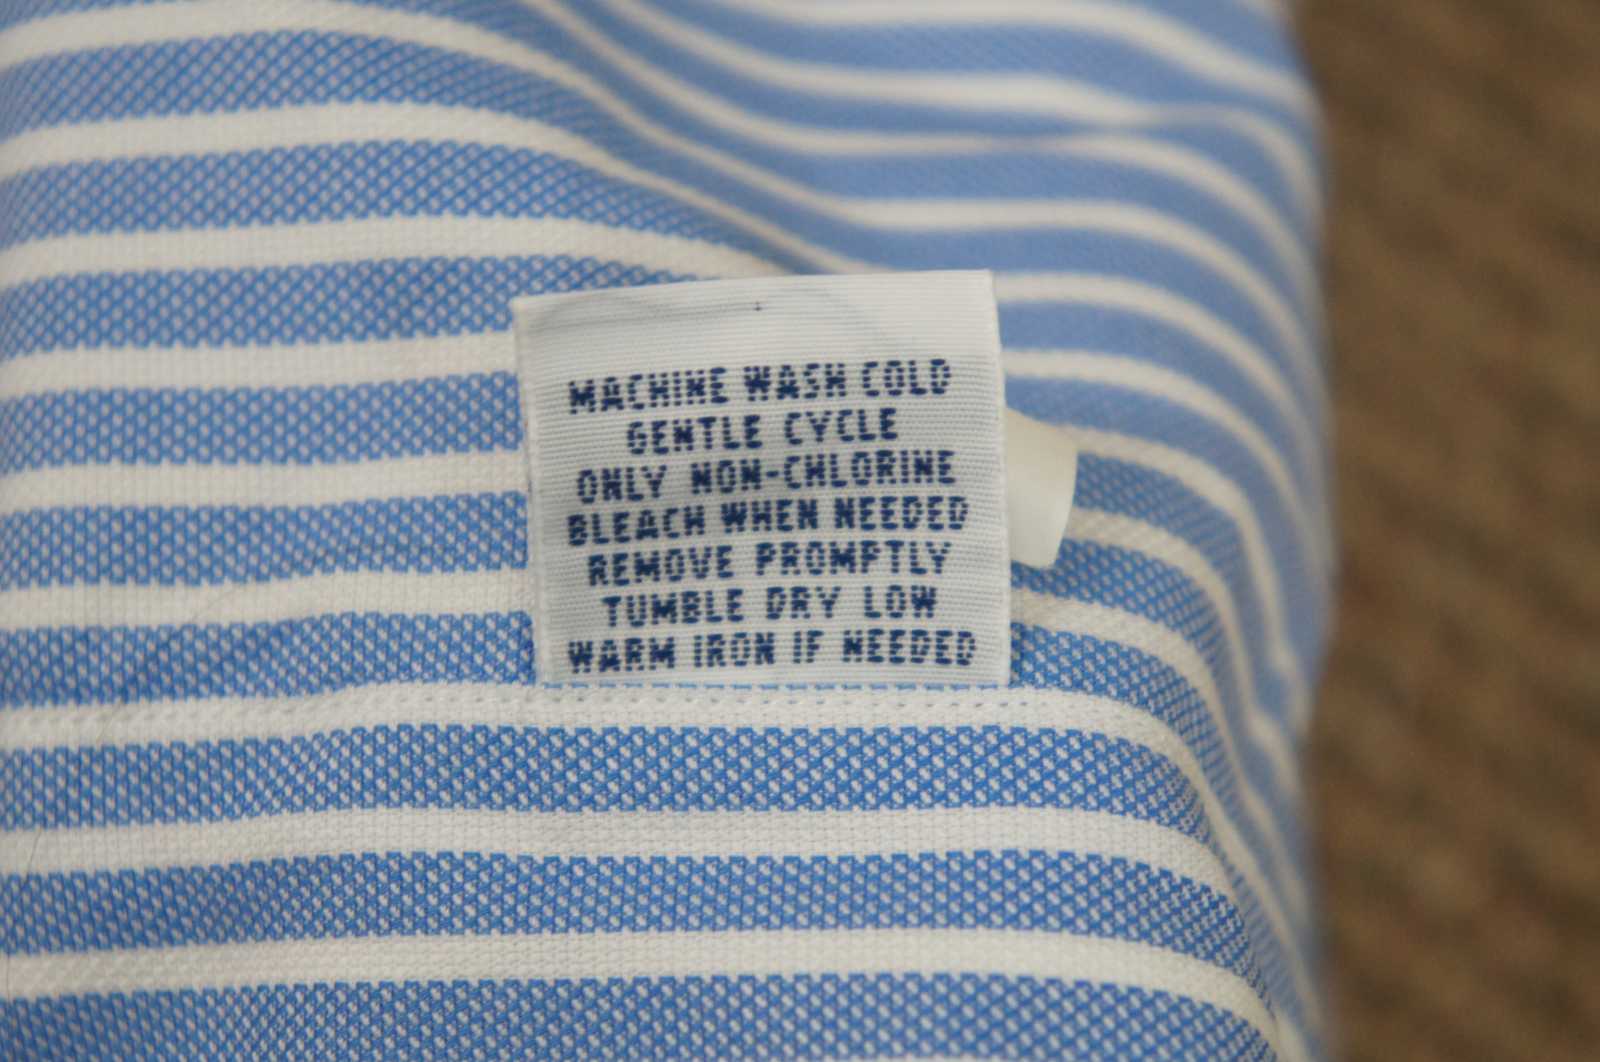 MACHINE WASH COLD
GENTLE CYCLE
ONLY NON-CHLORINE
BLEACH WHEN NEEDED
REMOVE PROMPTLY
TUMBLE DRY LOW
WARM IRON IF NEEDED